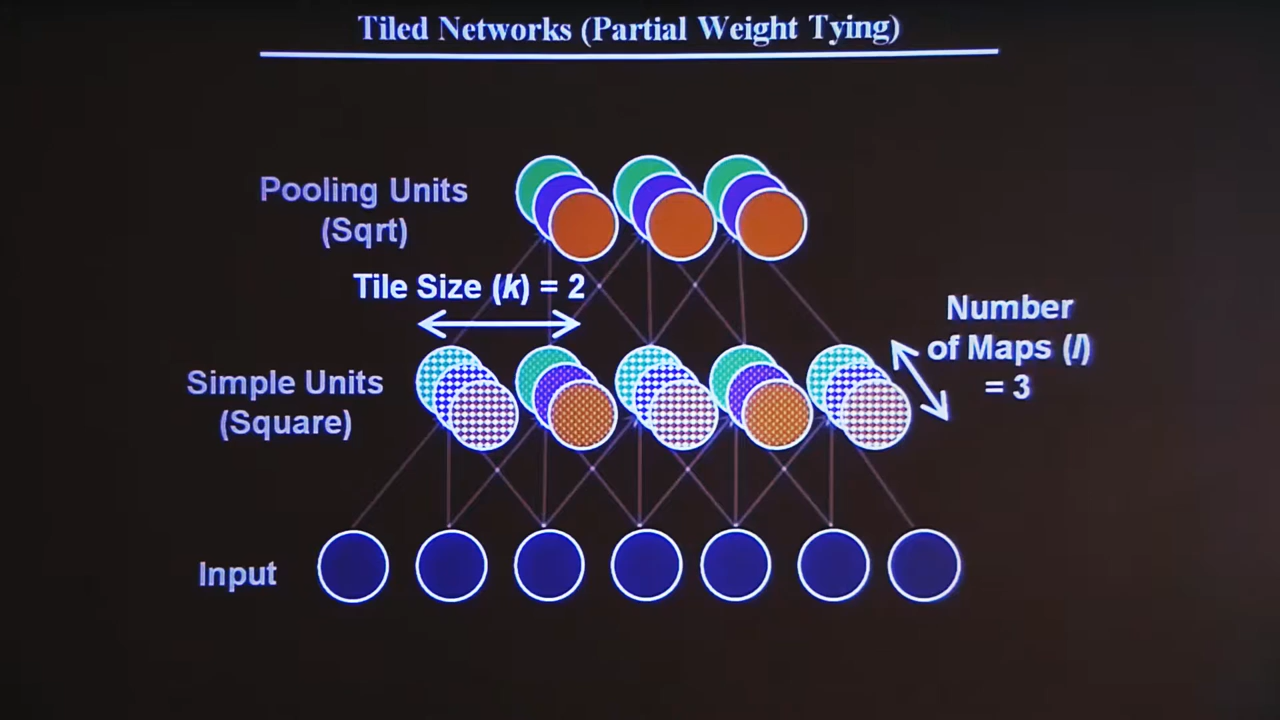 Tiled Networks (Partial Weight Tying)
Pooling Units
(Sqrt)
Tile Size (k) = 2
Number
of Maps (l)
= 3
Simple Units
(Square)
Input